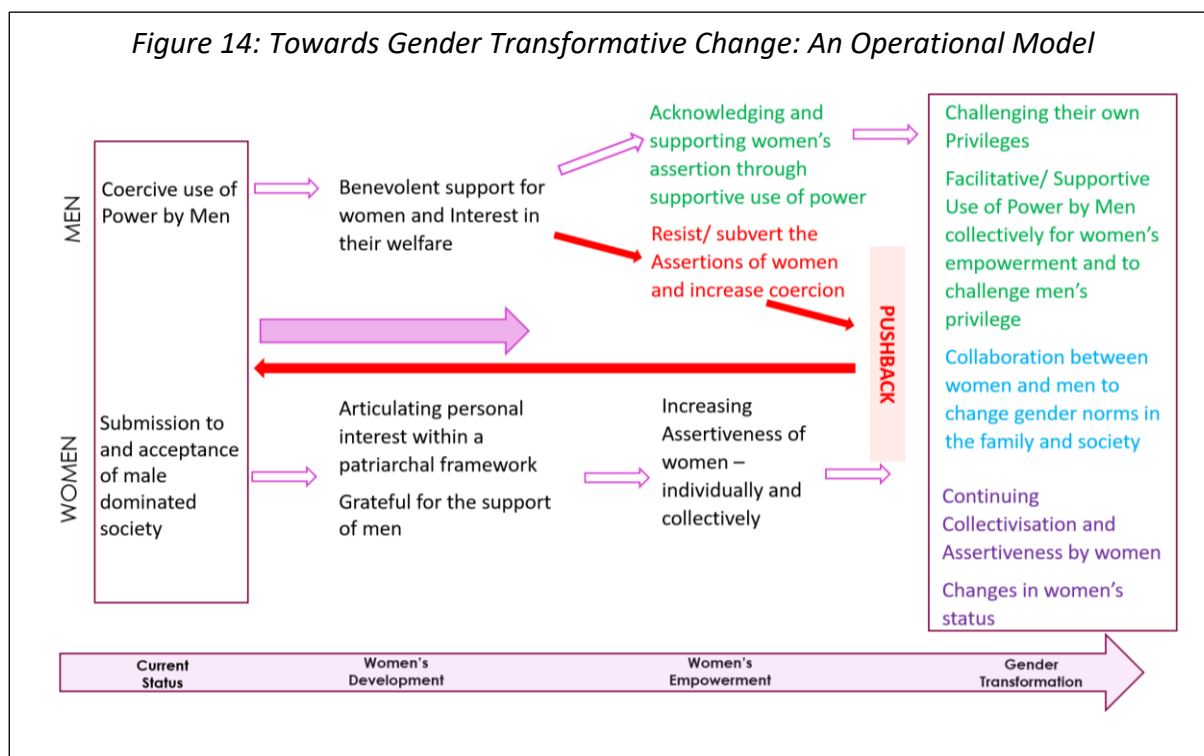 Figure 14: Towards Gender Transformative Change: An Operational Model
MEN
Coercive use of
Power by Men
Benevolent support for
women and Interest in
their welfare
Acknowledging and
supporting women's
assertion through
supportive use of power
Resist/ subvert the
Assertions of women
and increase coercion
PUSHBACK
WOMEN
Submission to
and acceptance
of male
dominated
society
Articulating personal
interest within a
patriarchal framework
Grateful for the support
of men
Increasing
Assertiveness of
women –
individually and
collectively
Challenging their own
Privileges
Facilitative/ Supportive
Use of Power by Men
collectively for women's
empowerment and to
challenge men's
privilege
Collaboration between
women and men to
change gender norms in
the family and society
Continuing
Collectivisation and
Assertiveness by women
Changes in women's
status
Current
Status
Women's
Development
Women's
Empowerment
Gender
Transformation